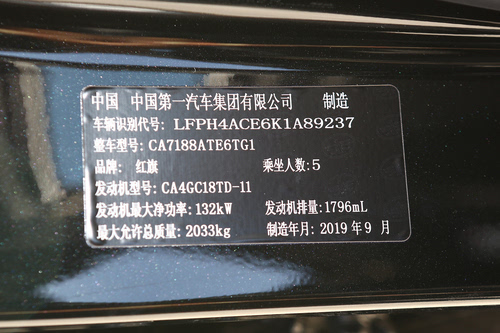 中国 中国第一汽车集团有限公司 制造
车辆识别代号: LFPH4ACE6K1A89237
整车型号: CA7188ATE6TG1
品牌: 红旗 乘坐人数: 5
发动机型号: CA4GC18TD-11
发动机最大净功率: 132kW 发动机排量: 1796mL
最大允许总质量: 2033kg 制造年月: 2019 年 9 月